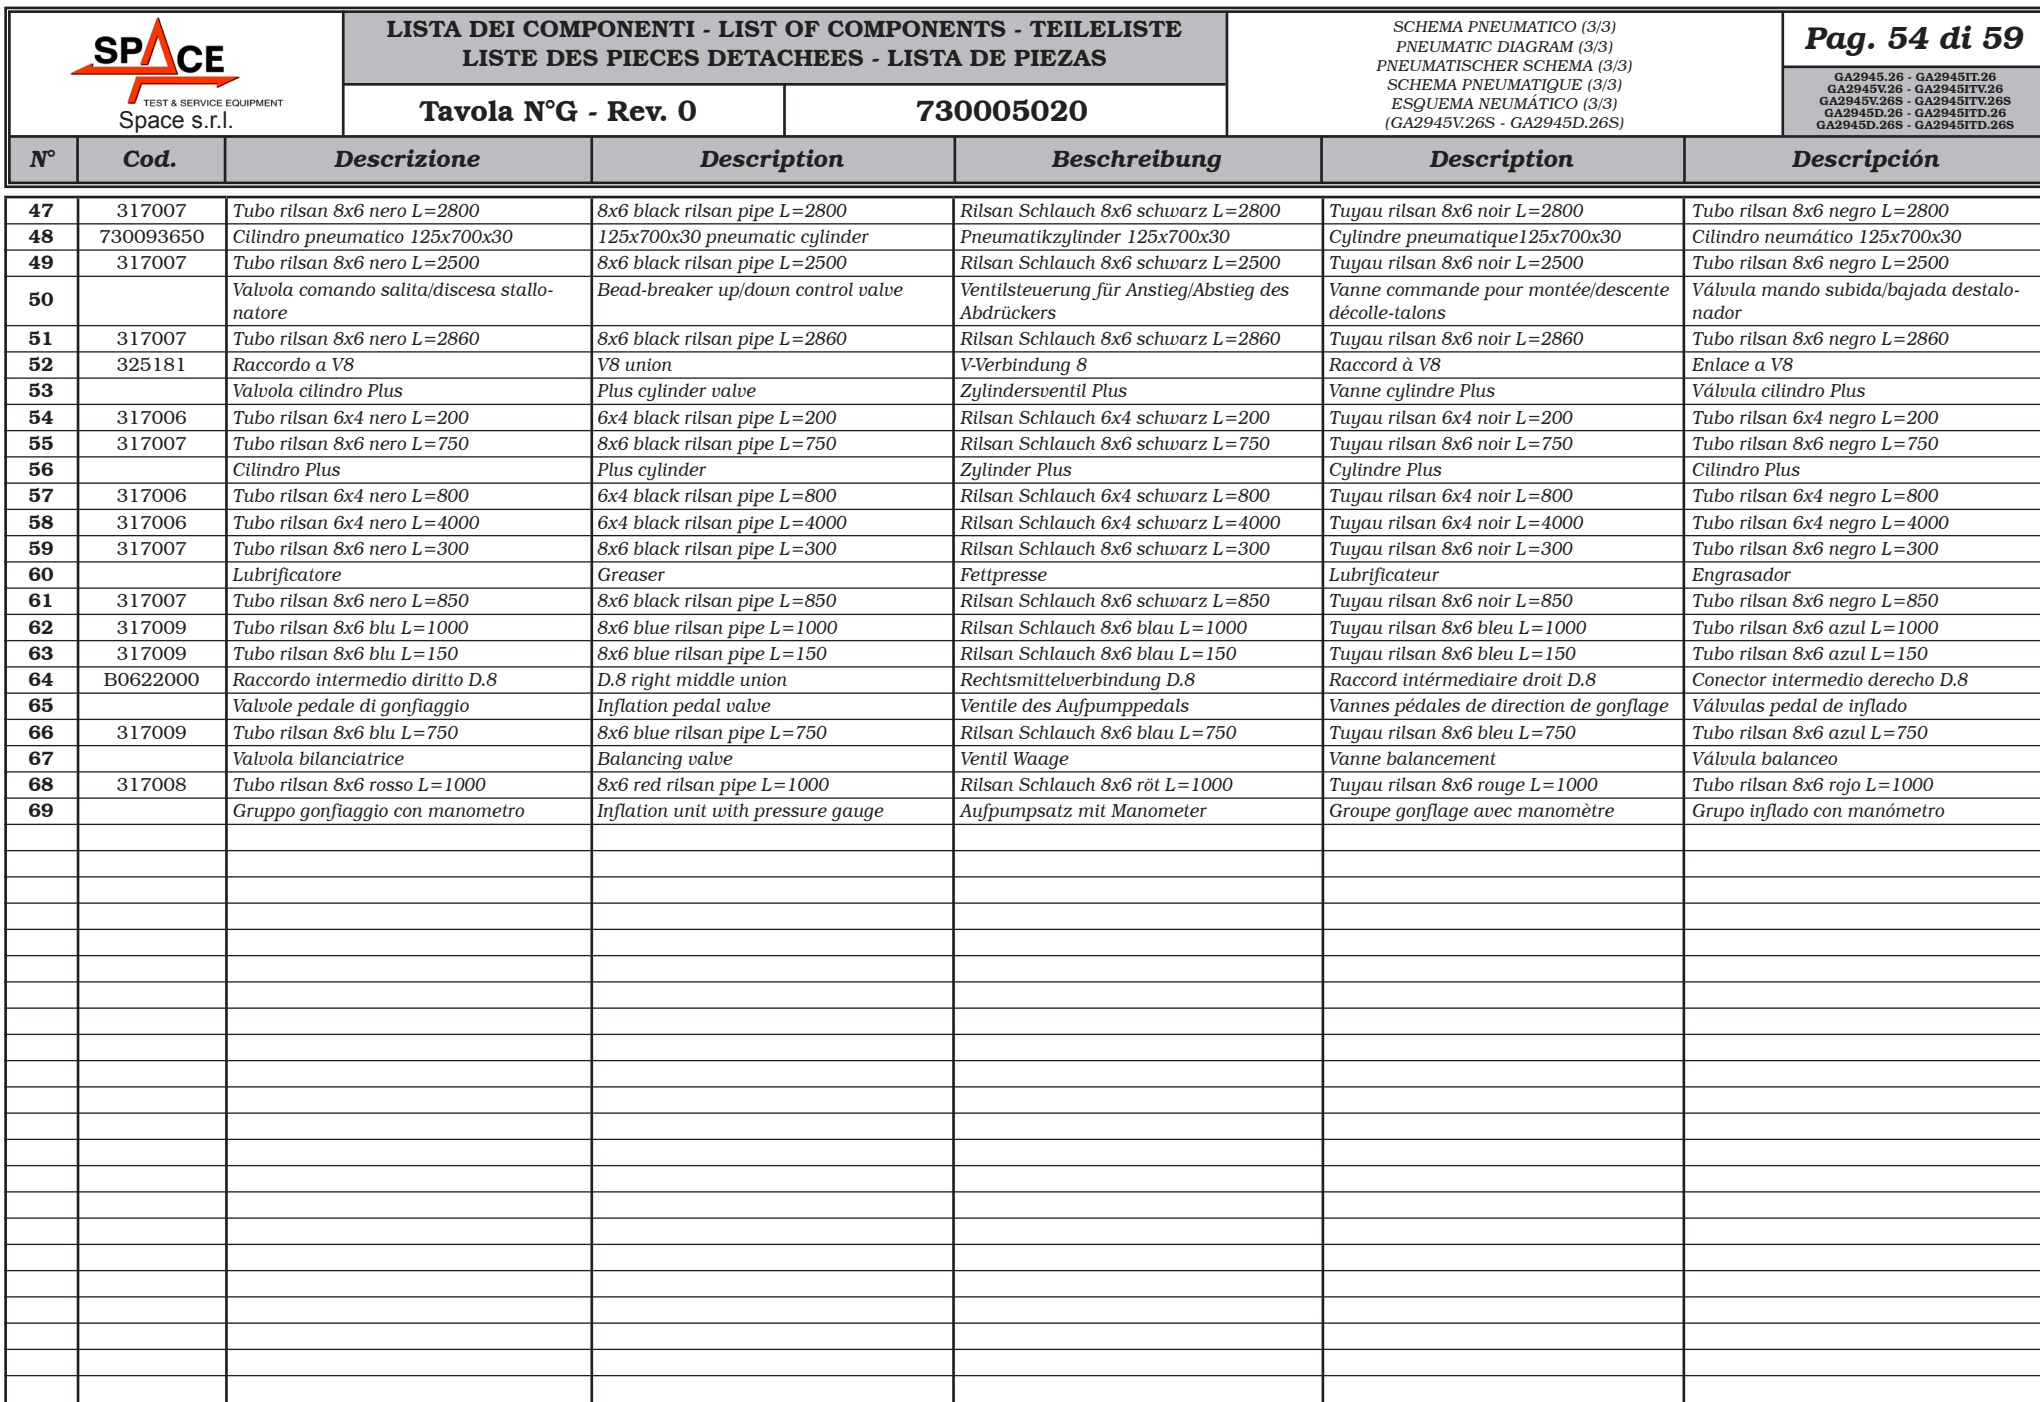 SPACE
TEST & SERVICE EQUIPMENT
Space s.r.l.
LISTA DEI COMPONENTI - LIST OF COMPONENTS - TEILELISTE
LISTE DES PIECES DETACHEES - LISTA DE PIEZAS
Tavola N°G - Rev. 0
730005020
SCHEMA PNEUMATICO (3/3)
PNEUMATIC DIAGRAM (3/3)
PNEUMATISCHER SCHEMA (3/3)
SCHEMA PNEUMATIQUE (3/3)
ESQUEMA NEUMÁTICO (3/3)
(GA2945V.26S - GA2945D.26S)
Pag. 54 di 59
GA2945.26 - GA2945IT.26
GA2945V.26 - GA2945ITV.26
GA2945V.26S - GA2945ITV.26S
GA2945D.26 - GA2945ITD.26
GA2945D.26S - GA2945ITD.26S
N° Cod. Descrizione Description Beschreibung Description Descripción
47 317007 Tubo rilsan 8x6 nero L=2800 8x6 black rilsan pipe L=2800 Rilsan Schlauch 8x6 schwarz L=2800 Tuyau rilsan 8x6 noir L=2800 Tubo rilsan 8x6 negro L=2800
48 730093650 Cilindro pneumatico 125x700x30 125x700x30 pneumatic cylinder Pneumatikzylinder 125x700x30 Cylindre pneumatique125x700x30 Cilindro neumático 125x700x30
49 317007 Tubo rilsan 8x6 nero L=2500 8x6 black rilsan pipe L=2500 Rilsan Schlauch 8x6 schwarz L=2500 Tuyau rilsan 8x6 noir L=2500 Tubo rilsan 8x6 negro L=2500
50 Valvola comando salita/discesa stallo- Bead-breaker up/down control valve Ventilsteuerung für Anstieg/Abstieg des Vanne commande pour montée/descente Válvula mando subida/bajada destalo-
natore Abdrückers décolle-talons nador
51 317007 Tubo rilsan 8x6 nero L=2860 8x6 black rilsan pipe L=2860 Rilsan Schlauch 8x6 schwarz L=2860 Tuyau rilsan 8x6 noir L=2860 Tubo rilsan 8x6 negro L=2860
52 325181 Raccordo a V8 V8 union V-Verbindung 8 Raccord à V8 Enlace a V8
53 Valvola cilindro Plus Plus cylinder valve Zylindersventil Plus Vanne cylindre Plus Válvula cilindro Plus
54 317006 Tubo rilsan 6x4 nero L=200 6x4 black rilsan pipe L=200 Rilsan Schlauch 6x4 schwarz L=200 Tuyau rilsan 6x4 noir L=200 Tubo rilsan 6x4 negro L=200
55 317007 Tubo rilsan 8x6 nero L=750 8x6 black rilsan pipe L=750 Rilsan Schlauch 8x6 schwarz L=750 Tuyau rilsan 8x6 noir L=750 Tubo rilsan 8x6 negro L=750
56 Cilindro Plus Plus cylinder Zylinder Plus Cylindre Plus Cilindro Plus
57 317006 Tubo rilsan 6x4 nero L=800 6x4 black rilsan pipe L=800 Rilsan Schlauch 6x4 schwarz L=800 Tuyau rilsan 6x4 noir L=800 Tubo rilsan 6x4 negro L=800
58 317006 Tubo rilsan 6x4 nero L=4000 6x4 black rilsan pipe L=4000 Rilsan Schlauch 6x4 schwarz L=4000 Tuyau rilsan 6x4 noir L=4000 Tubo rilsan 6x4 negro L=4000
59 317007 Tubo rilsan 8x6 nero L=300 8x6 black rilsan pipe L=300 Rilsan Schlauch 8x6 schwarz L=300 Tuyau rilsan 8x6 noir L=300 Tubo rilsan 8x6 negro L=300
60 Lubrificatore Greaser Fettpresse Lubrificateur Engrasador
61 317007 Tubo rilsan 8x6 nero L=850 8x6 black rilsan pipe L=850 Rilsan Schlauch 8x6 schwarz L=850 Tuyau rilsan 8x6 noir L=850 Tubo rilsan 8x6 negro L=850
62 317009 Tubo rilsan 8x6 blu L=1000 8x6 blue rilsan pipe L=1000 Rilsan Schlauch 8x6 blau L=1000 Tuyau rilsan 8x6 bleu L=1000 Tubo rilsan 8x6 azul L=1000
63 317009 Tubo rilsan 8x6 blu L=150 8x6 blue rilsan pipe L=150 Rilsan Schlauch 8x6 blau L=150 Tuyau rilsan 8x6 bleu L=150 Tubo rilsan 8x6 azul L=150
64 B0622000 Raccordo intermedio diritto D.8 D.8 right middle union Rechtsmittelverbindung D.8 Raccord intérmediaire droit D.8 Conector intermedio derecho D.8
65 Valvole pedale di gonfiaggio Inflation pedal valve Ventile des Aufpumppedals Vannes pédales de direction de gonflage Válvulas pedal de inflado
66 317009 Tubo rilsan 8x6 blu L=750 8x6 blue rilsan pipe L=750 Rilsan Schlauch 8x6 blau L=750 Tuyau rilsan 8x6 bleu L=750 Tubo rilsan 8x6 azul L=750
67 Valvola bilanciatrice Balancing valve Ventil Waage Vanne balancement Válvula balanceo
68 317008 Tubo rilsan 8x6 rosso L=1000 8x6 red rilsan pipe L=1000 Rilsan Schlauch 8x6 röt L=1000 Tuyau rilsan 8x6 rouge L=1000 Tubo rilsan 8x6 rojo L=1000
69 Gruppo gonfiaggio con manometro Inflation unit with pressure gauge Aufpumpsatz mit Manometer Groupe gonflage avec manomètre Grupo inflado con manómetro